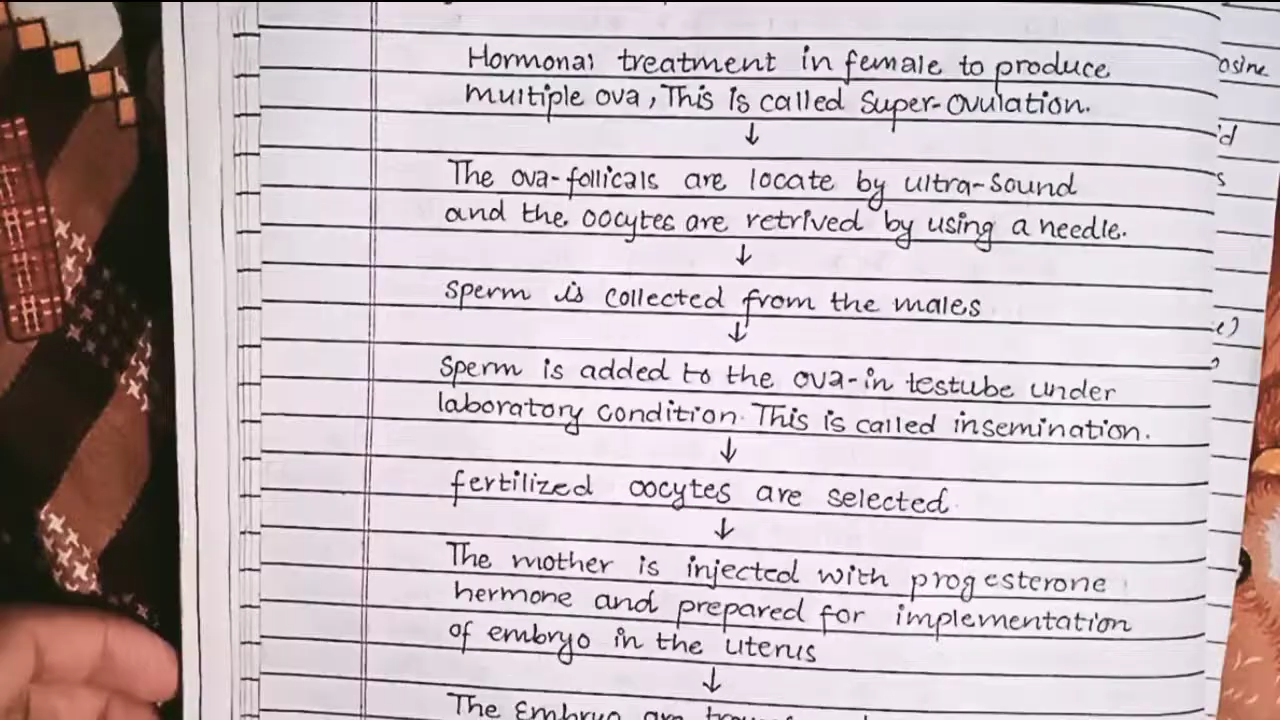 Hormonal treatment in female to produce
multiple ova, This is called Super-Ovulation.
↓
The ova-follicals are locate by ultra-sound
and the oocytes are retrived by using a needle.
↓
Sperm is collected from the males
↓
Sperm is added to the ova-in testube under
laboratory condition. This is called insemination.
↓
fertilized oocytes are selected.
↓
The mother is injected with progesterone
hermone and prepared for implementation
of embryo in the uterus
↓
The Embryo are